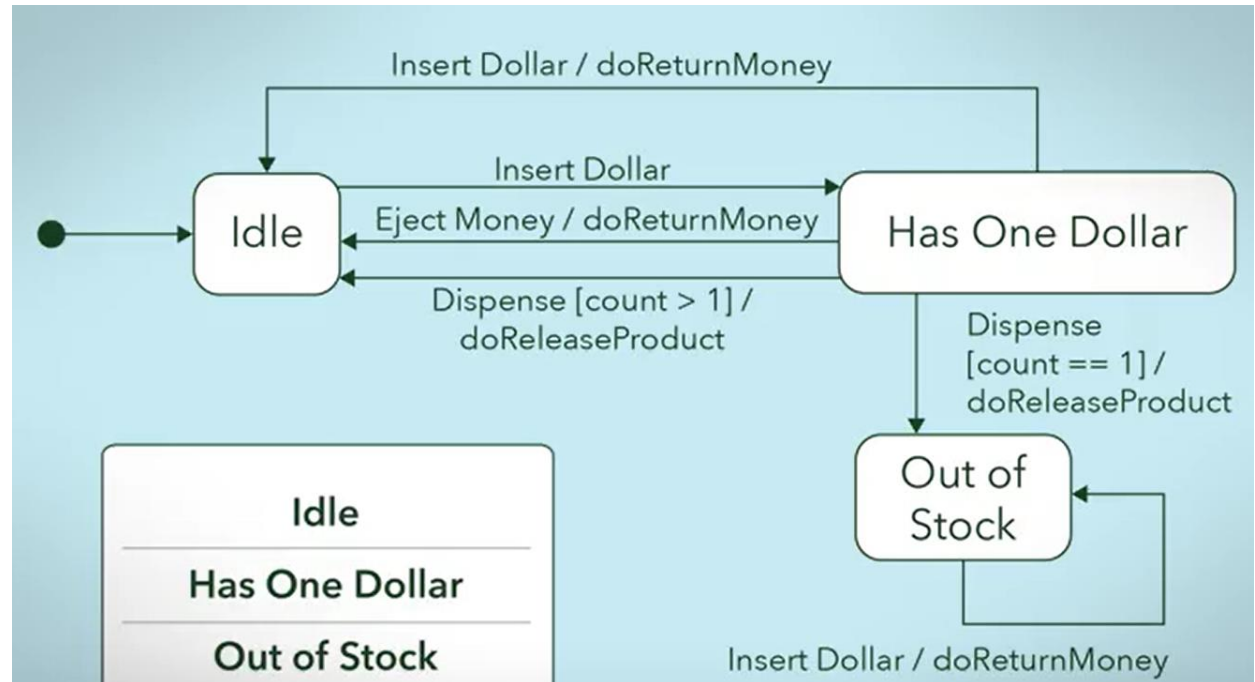 Insert Dollar / doReturnMoney
Insert Dollar
Idle
Eject Money / doReturnMoney
Has One Dollar
Dispense [count > 1] /
doReleaseProduct
Dispense
[count == 1] /
doReleaseProduct
Out of
Stock
Insert Dollar / doReturnMoney
Idle
Has One Dollar
Out of Stock